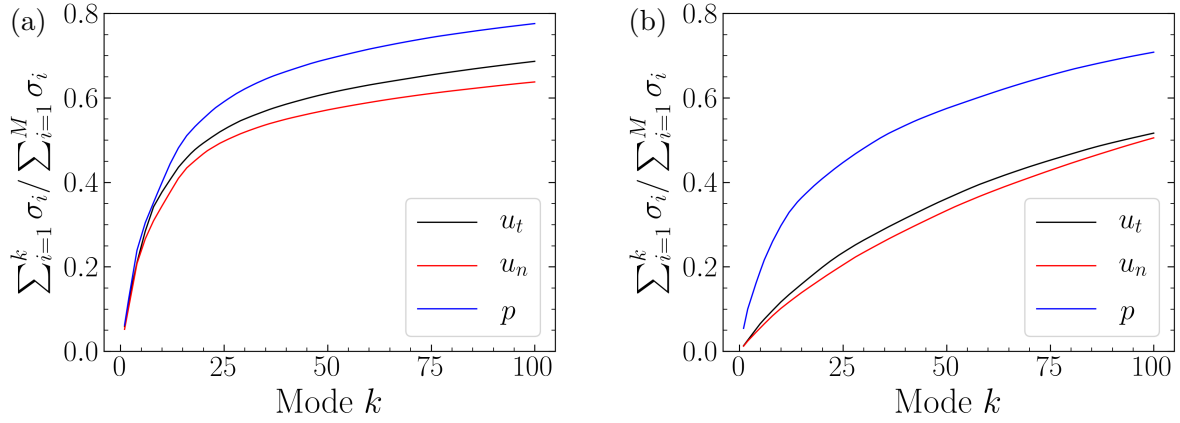 (a)
∑_{i=1}^{k} σ_i / ∑_{i=1}^{M} σ_i
0.8
0.6
0.4
0.2
0.0
u_t
u_n
p
0 25 50 75 100
Mode k
(b)
∑_{i=1}^{k} σ_i / ∑_{i=1}^{M} σ_i
0.8
0.6
0.4
0.2
0.0
u_t
u_n
p
0 25 50 75 100
Mode k